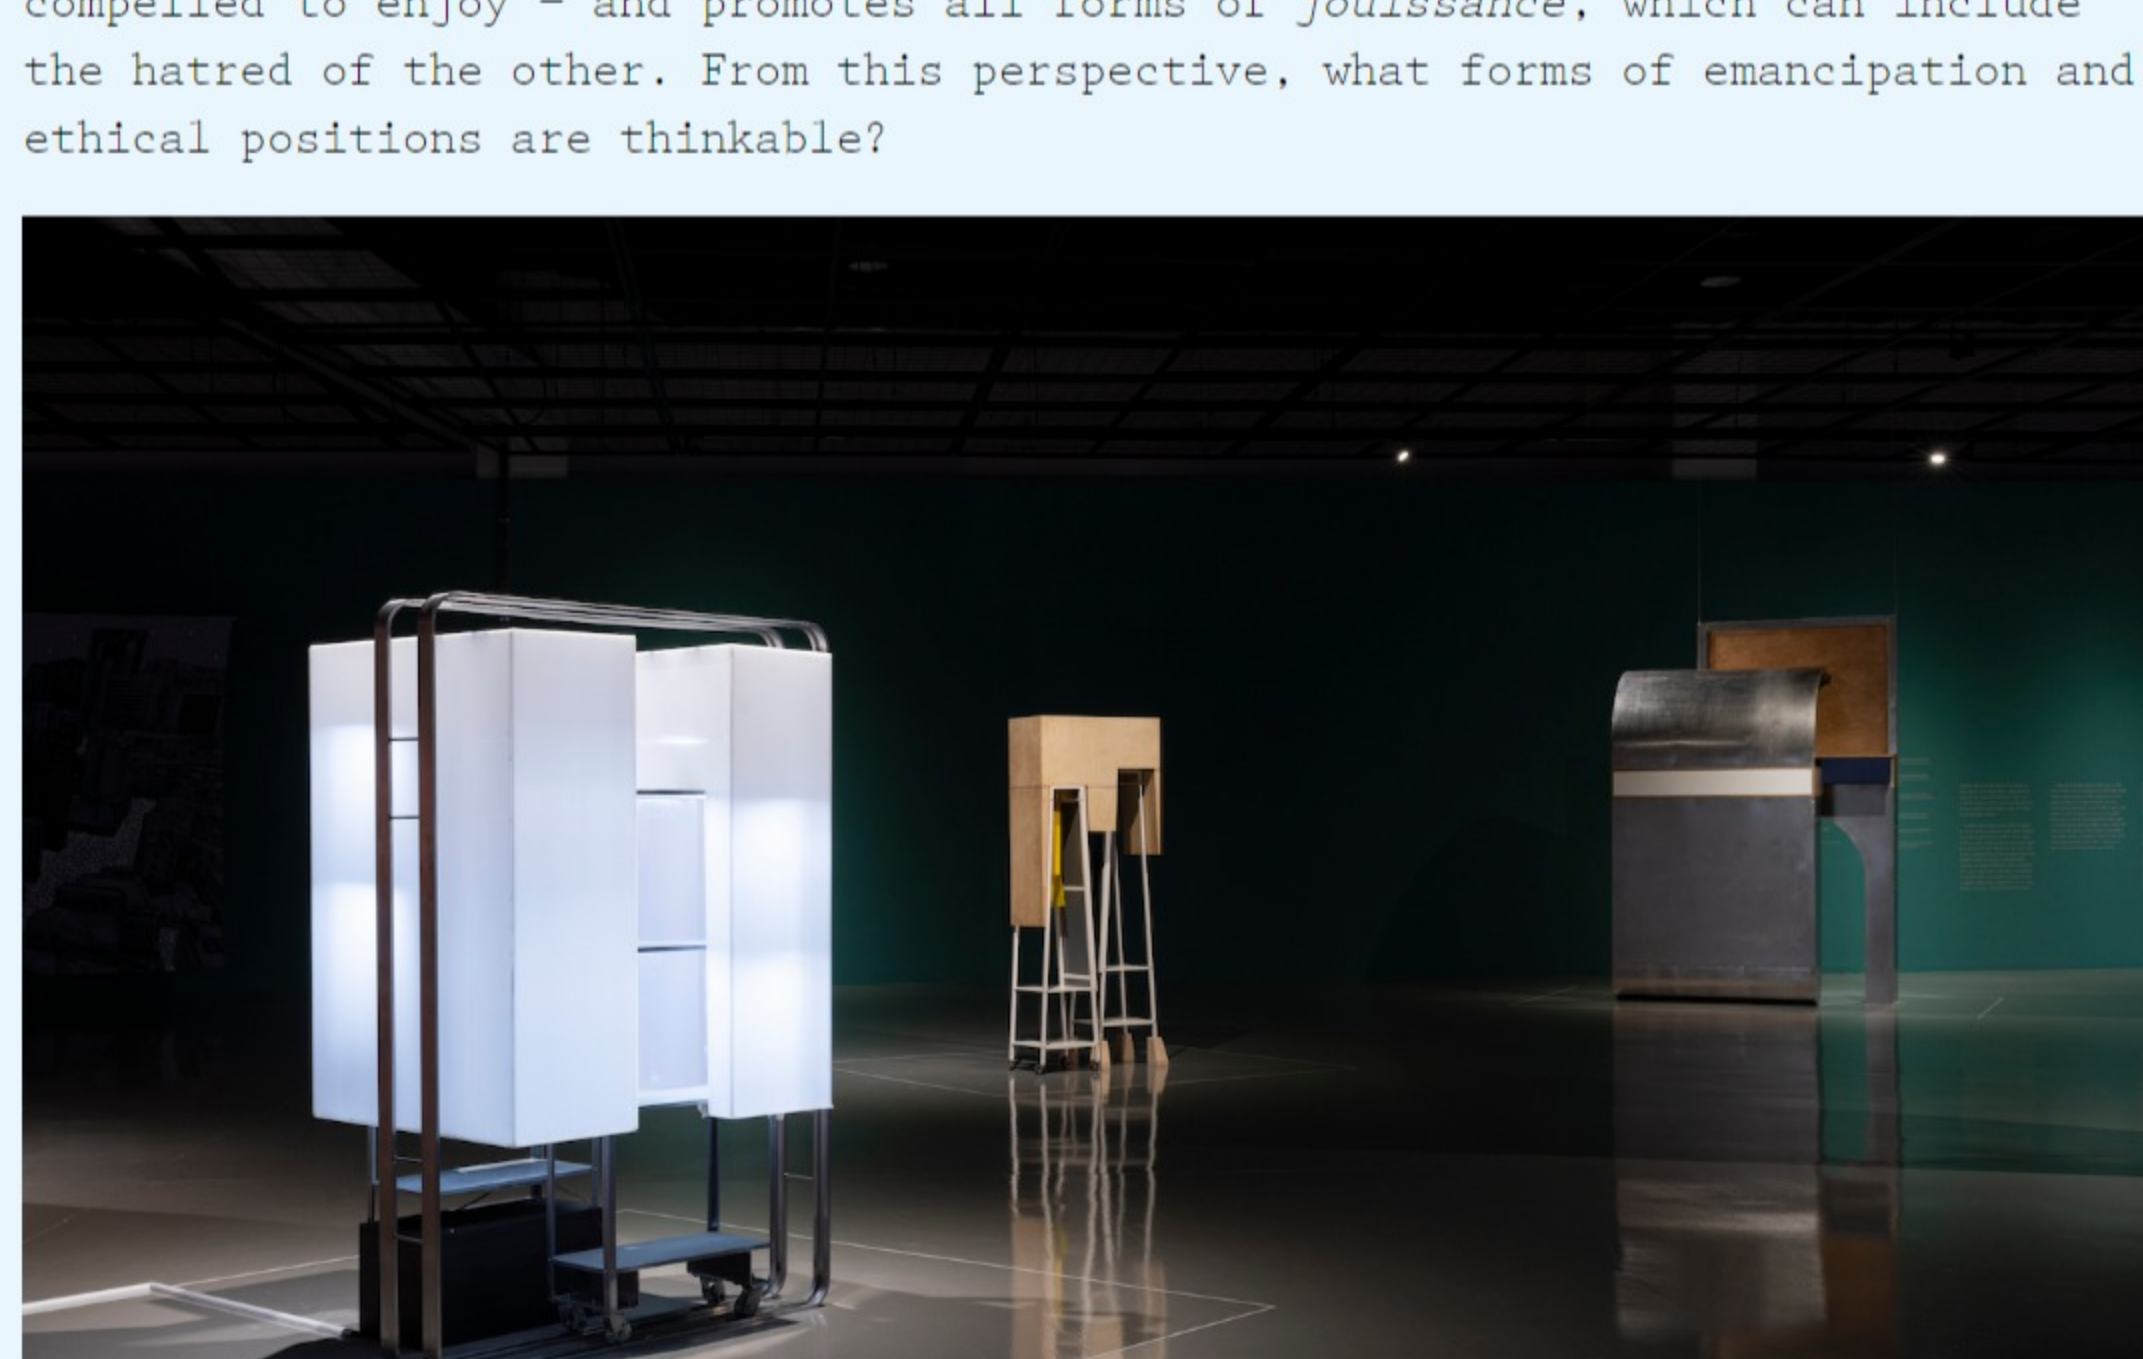 compelled to enjoy – and promotes all forms of jouissance, which can include
the hatred of the other. From this perspective, what forms of emancipation and
ethical positions are thinkable?